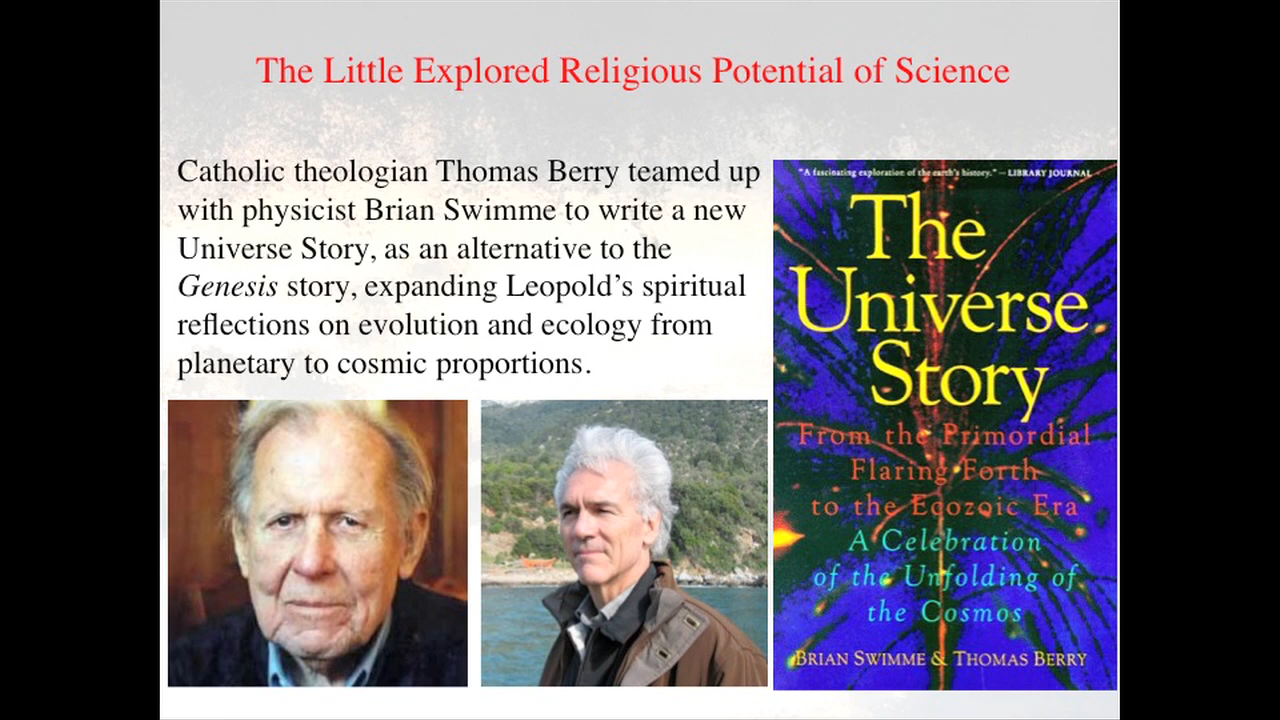 The Little Explored Religious Potential of Science
Catholic theologian Thomas Berry teamed up
with physicist Brian Swimme to write a new
Universe Story, as an alternative to the
Genesis story, expanding Leopold’s spiritual
reflections on evolution and ecology from
planetary to cosmic proportions.
"A fascinating exploration of the earth's history." — LIBRARY JOURNAL
The
Universe
Story
From the Primordial
Flaring Forth
to the Ecozoic Era
A Celebration
of the Unfolding of
the Cosmos
BRIAN SWIMME & THOMAS BERRY